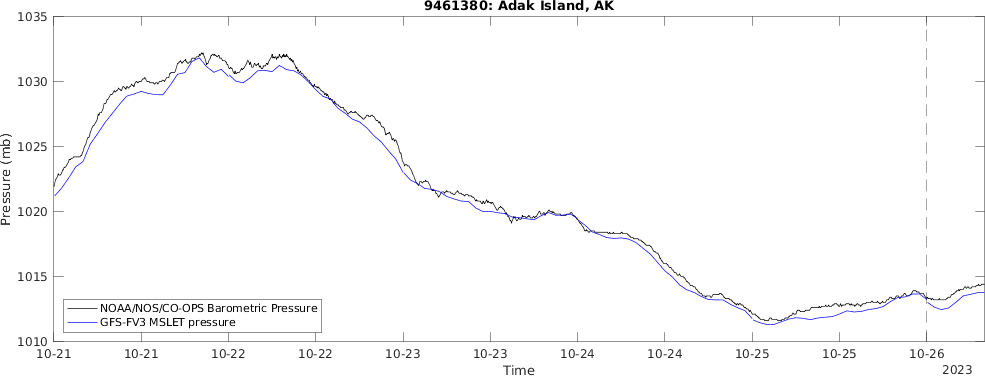 9461380: Adak Island, AK
Pressure (mb)
1035
1030
1025
1020
1015
1010
NOAA/NOS/CO-OPS Barometric Pressure
GFS-FV3 MSLET pressure
10-21 10-21 10-22 10-22 10-23 10-23 10-24 10-24 10-25 10-25 10-26
Time
2023